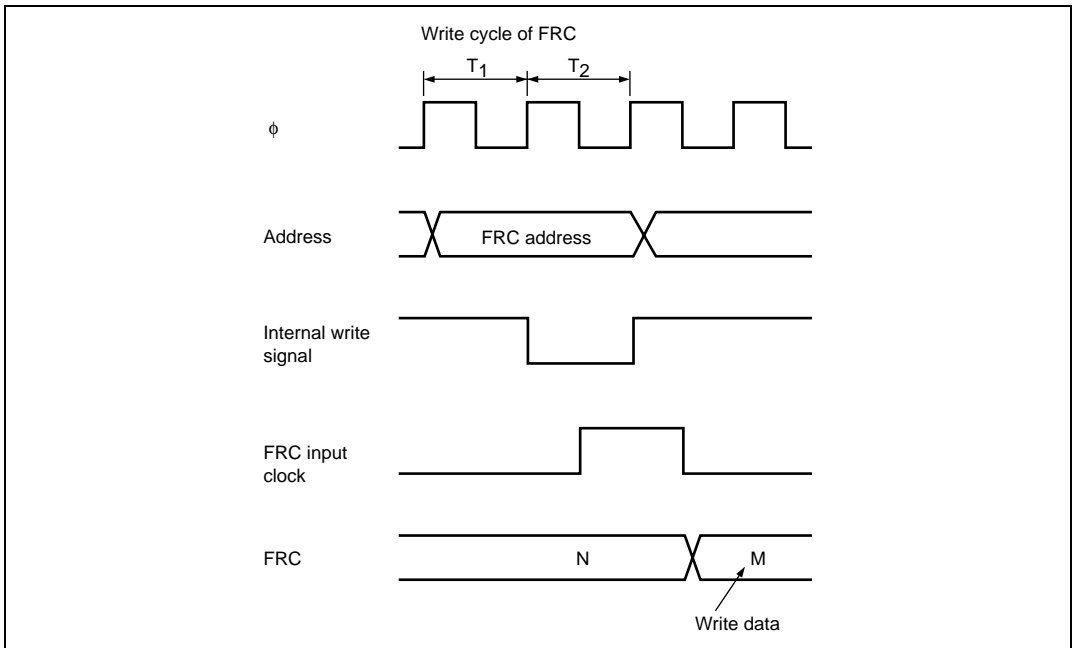 Write cycle of FRC
T1
T2
ϕ
Address
FRC address
Internal write
signal
FRC input
clock
FRC
N
M
Write data